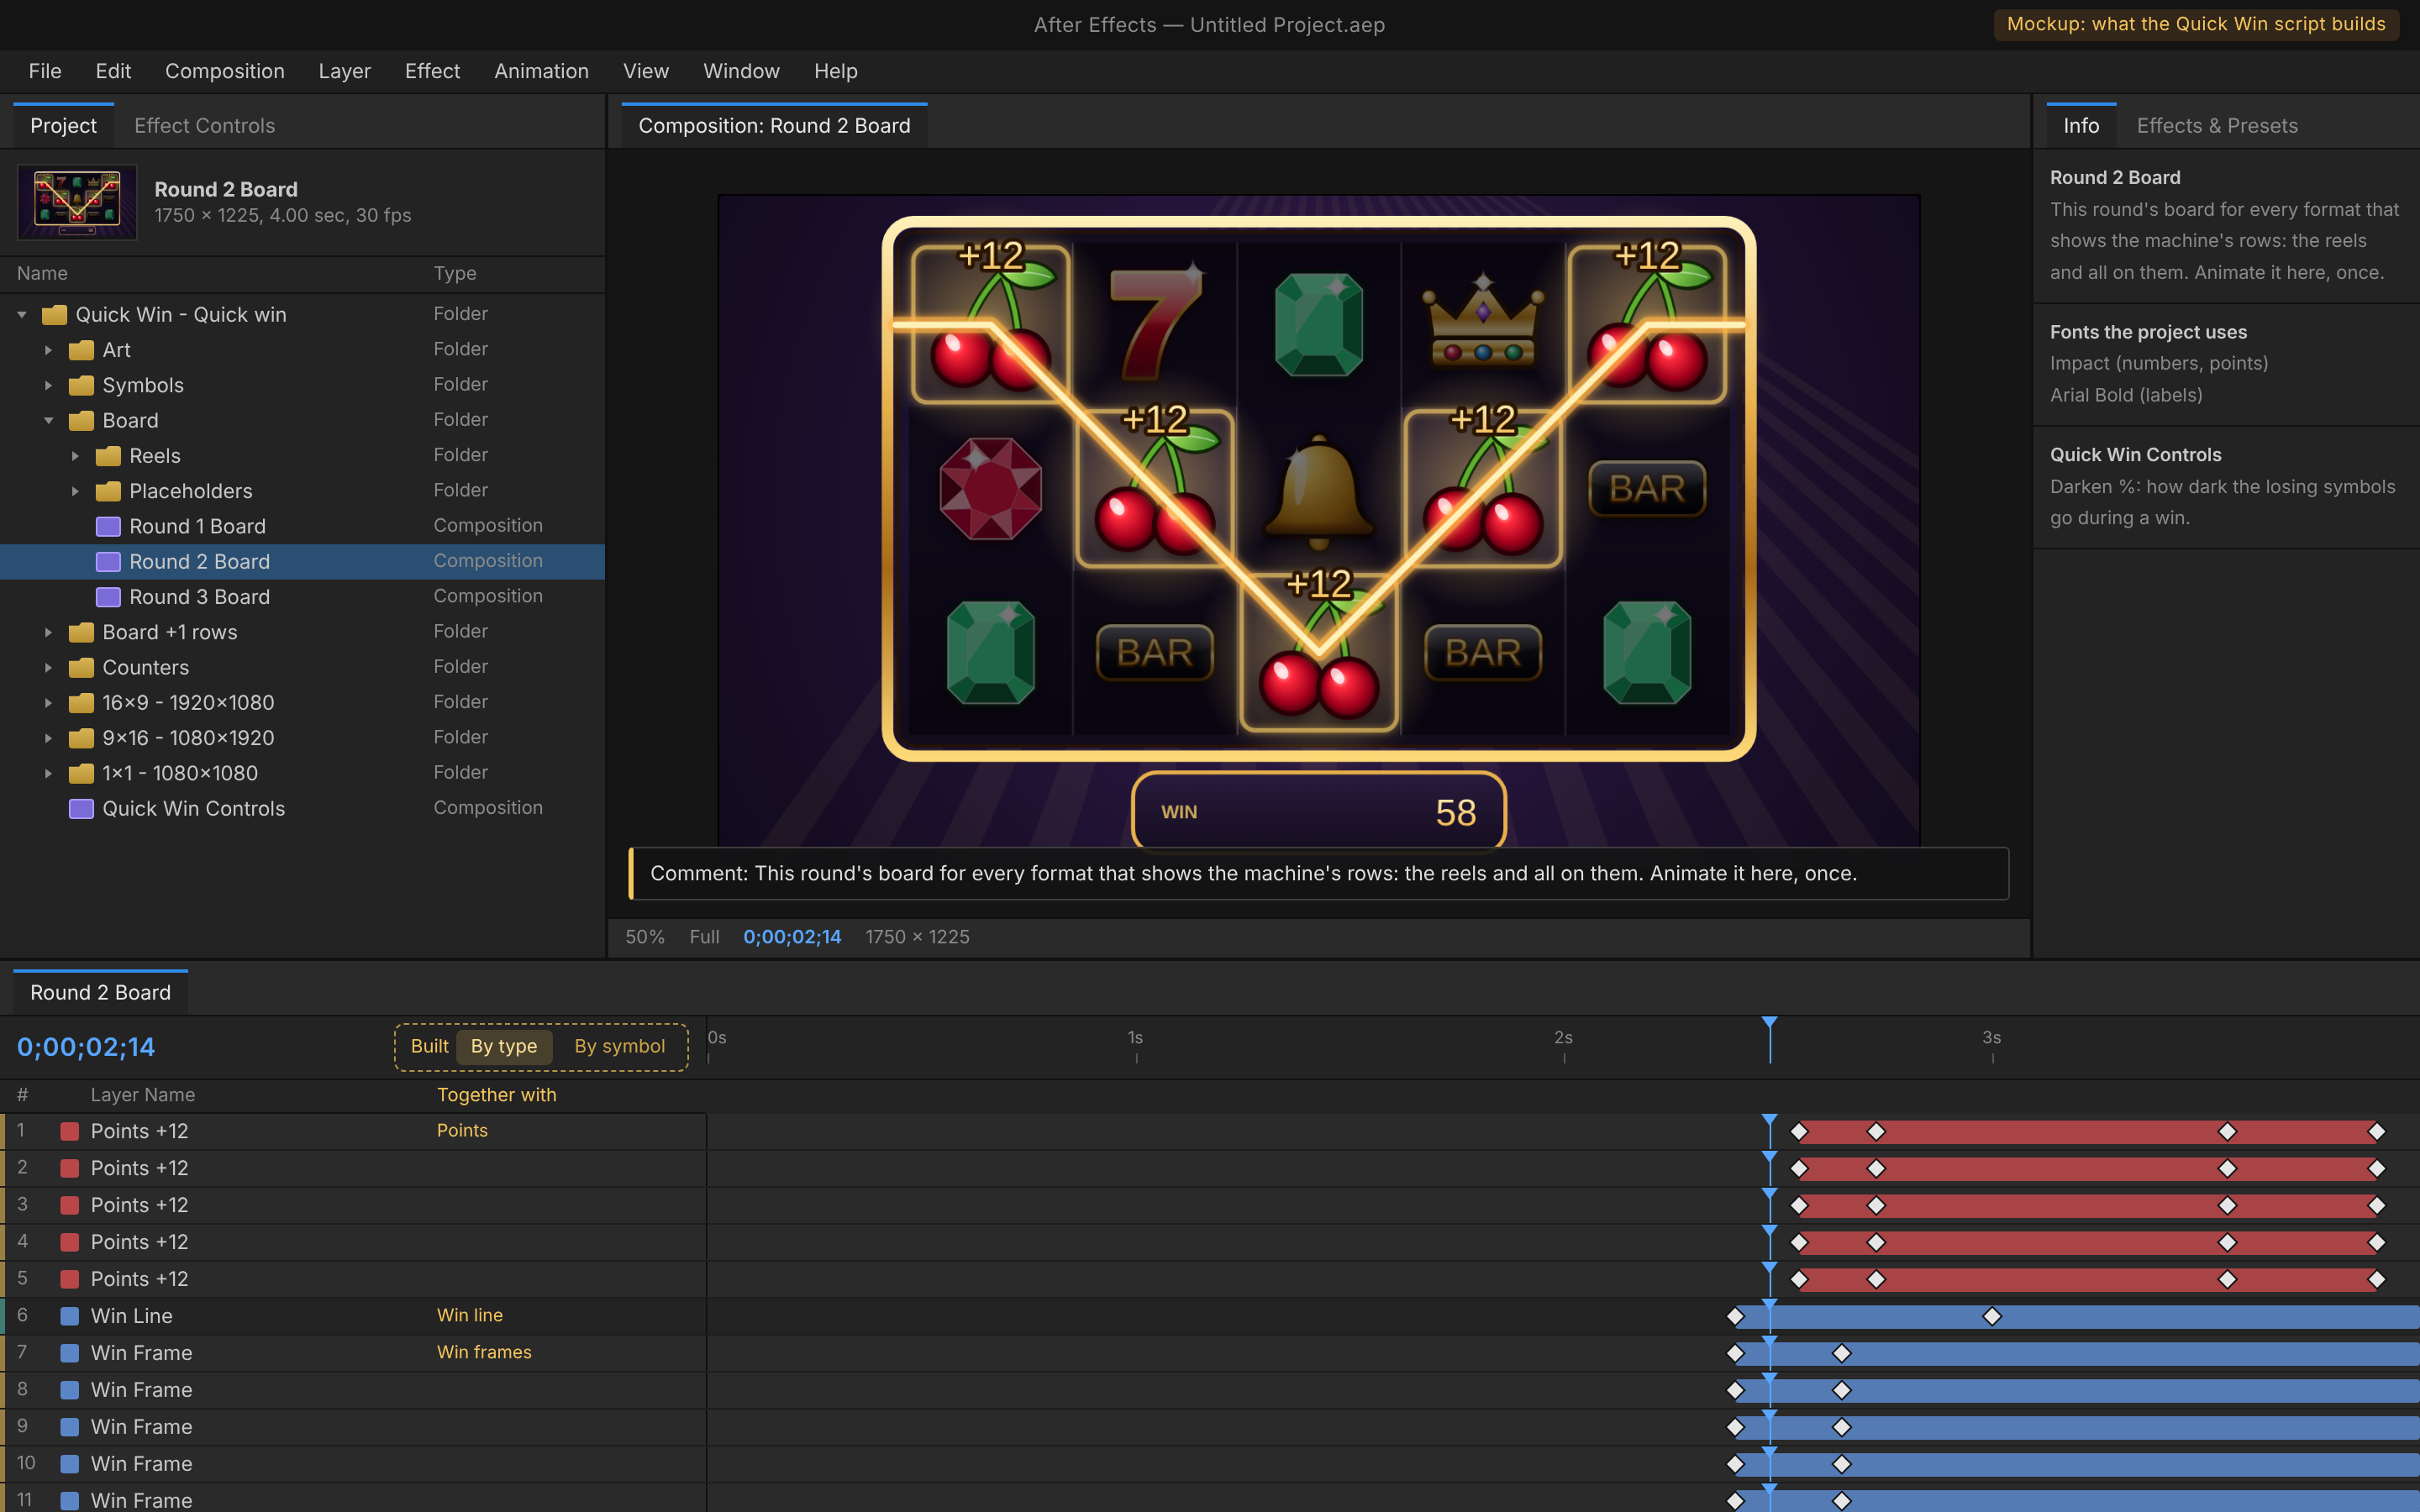 After Effects — Untitled Project.aep
Mockup: what the Quick Win script builds
File Edit Composition Layer Effect Animation View Window Help
Project Effect Controls
Round 2 Board
1750 × 1225, 4.00 sec, 30 fps
Name Type
Quick Win - Quick win Folder
Art Folder
Symbols Folder
Board Folder
Reels Folder
Placeholders Folder
Round 1 Board Composition
Round 2 Board Composition
Round 3 Board Composition
Board +1 rows Folder
Counters Folder
16×9 - 1920×1080 Folder
9×16 - 1080×1920 Folder
1×1 - 1080×1080 Folder
Quick Win Controls Composition
Composition: Round 2 Board
+12 +12
7
+12 +12
BAR
+12
BAR BAR
WIN 58
Comment: This round's board for every format that shows the machine's rows: the reels and all on them. Animate it here, once.
50% Full 0;00;02;14 1750 × 1225
Info Effects & Presets
Round 2 Board
This round's board for every format that
shows the machine's rows: the reels
and all on them. Animate it here, once.
Fonts the project uses
Impact (numbers, points)
Arial Bold (labels)
Quick Win Controls
Darken %: how dark the losing symbols
go during a win.
Round 2 Board
0;00;02;14 Built By type By symbol 0s 1s 2s 3s
# Layer Name Together with
1 Points +12 Points
2 Points +12
3 Points +12
4 Points +12
5 Points +12
6 Win Line Win line
7 Win Frame Win frames
8 Win Frame
9 Win Frame
10 Win Frame
11 Win Frame